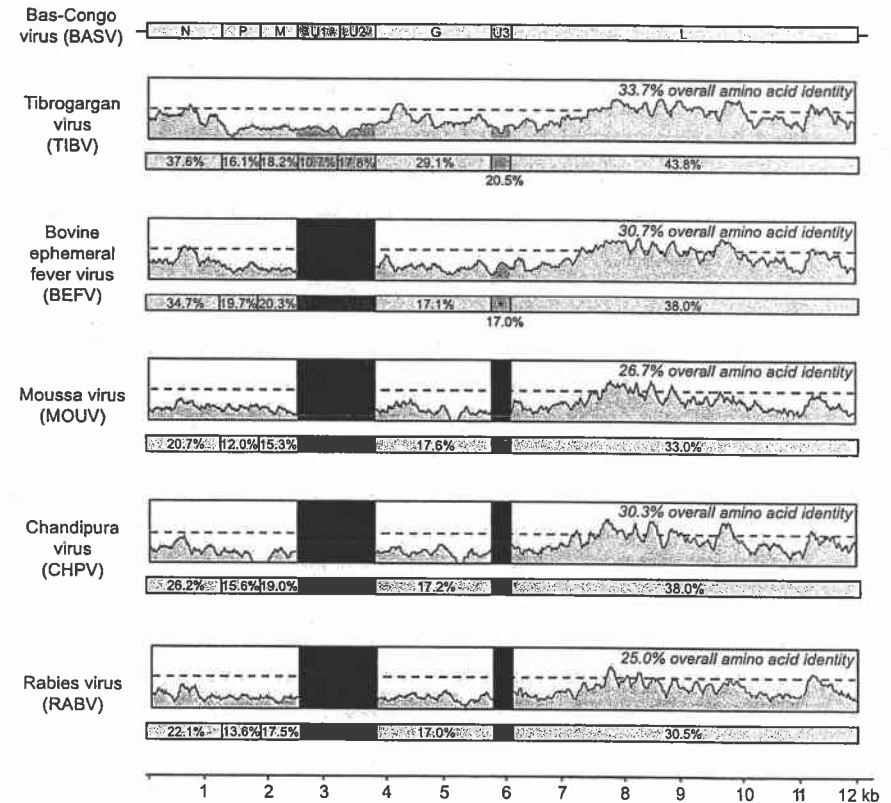 Bas-Congo
virus (BASV)
N P M U1 U2 G U3 L
Tibrogargan
virus
(TIBV)
33.7% overall amino acid identity
37.6% 16.1% 18.2% 10.7% 17.8% 29.1% 43.8%
20.5%
Bovine
ephemeral
fever virus
(BEFV)
30.7% overall amino acid identity
34.7% 19.7% 20.3% 17.1% 38.0%
17.0%
Moussa virus
(MOUV)
26.7% overall amino acid identity
20.7% 12.0% 15.3% 17.6% 33.0%
Chandipura
virus
(CHPV)
30.3% overall amino acid identity
26.2% 15.6% 19.0% 17.2% 38.0%
Rabies virus
(RABV)
25.0% overall amino acid identity
22.1% 13.6% 17.5% 17.0% 30.5%
1 2 3 4 5 6 7 8 9 10 11 12 kb